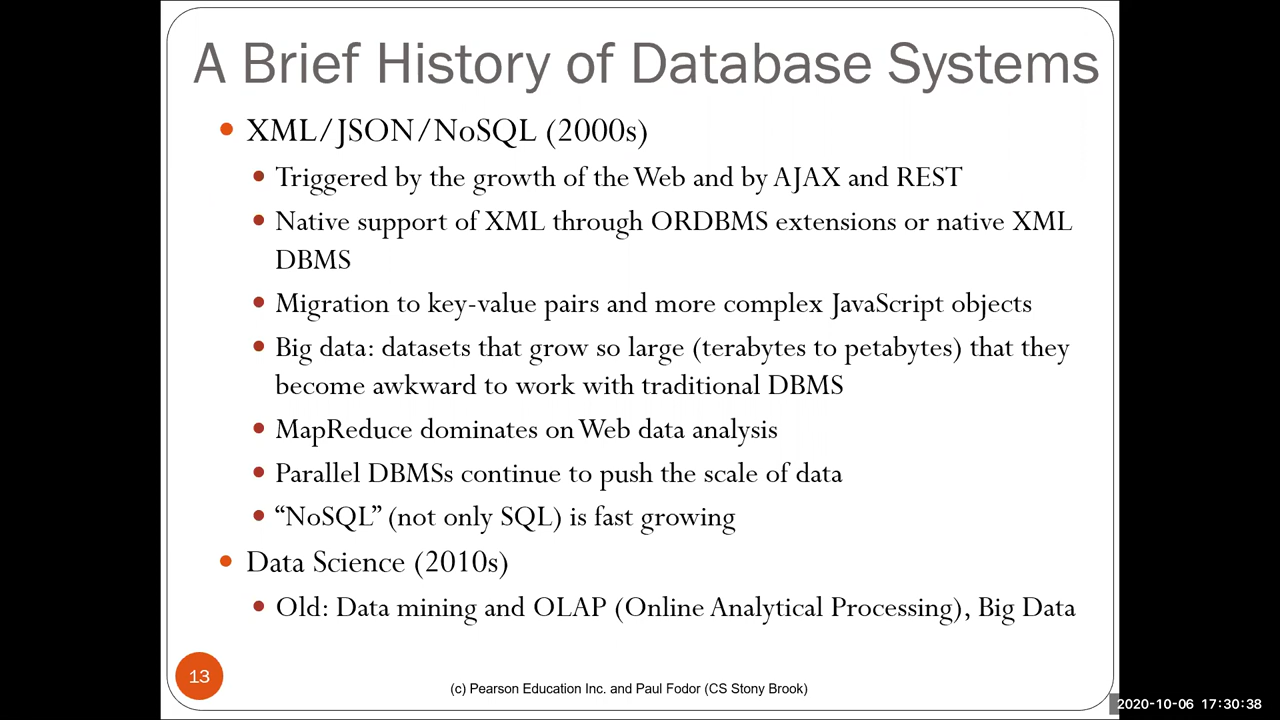 A Brief History of Database Systems
• XML/JSON/NoSQL (2000s)
• Triggered by the growth of the Web and by AJAX and REST
• Native support of XML through ORDBMS extensions or native XML
DBMS
• Migration to key-value pairs and more complex JavaScript objects
• Big data: datasets that grow so large (terabytes to petabytes) that they
become awkward to work with traditional DBMS
• MapReduce dominates on Web data analysis
• Parallel DBMSs continue to push the scale of data
• “NoSQL” (not only SQL) is fast growing
• Data Science (2010s)
• Old: Data mining and OLAP (Online Analytical Processing), Big Data
13
(c) Pearson Education Inc. and Paul Fodor (CS Stony Brook)
2020-10-06 17:30:38